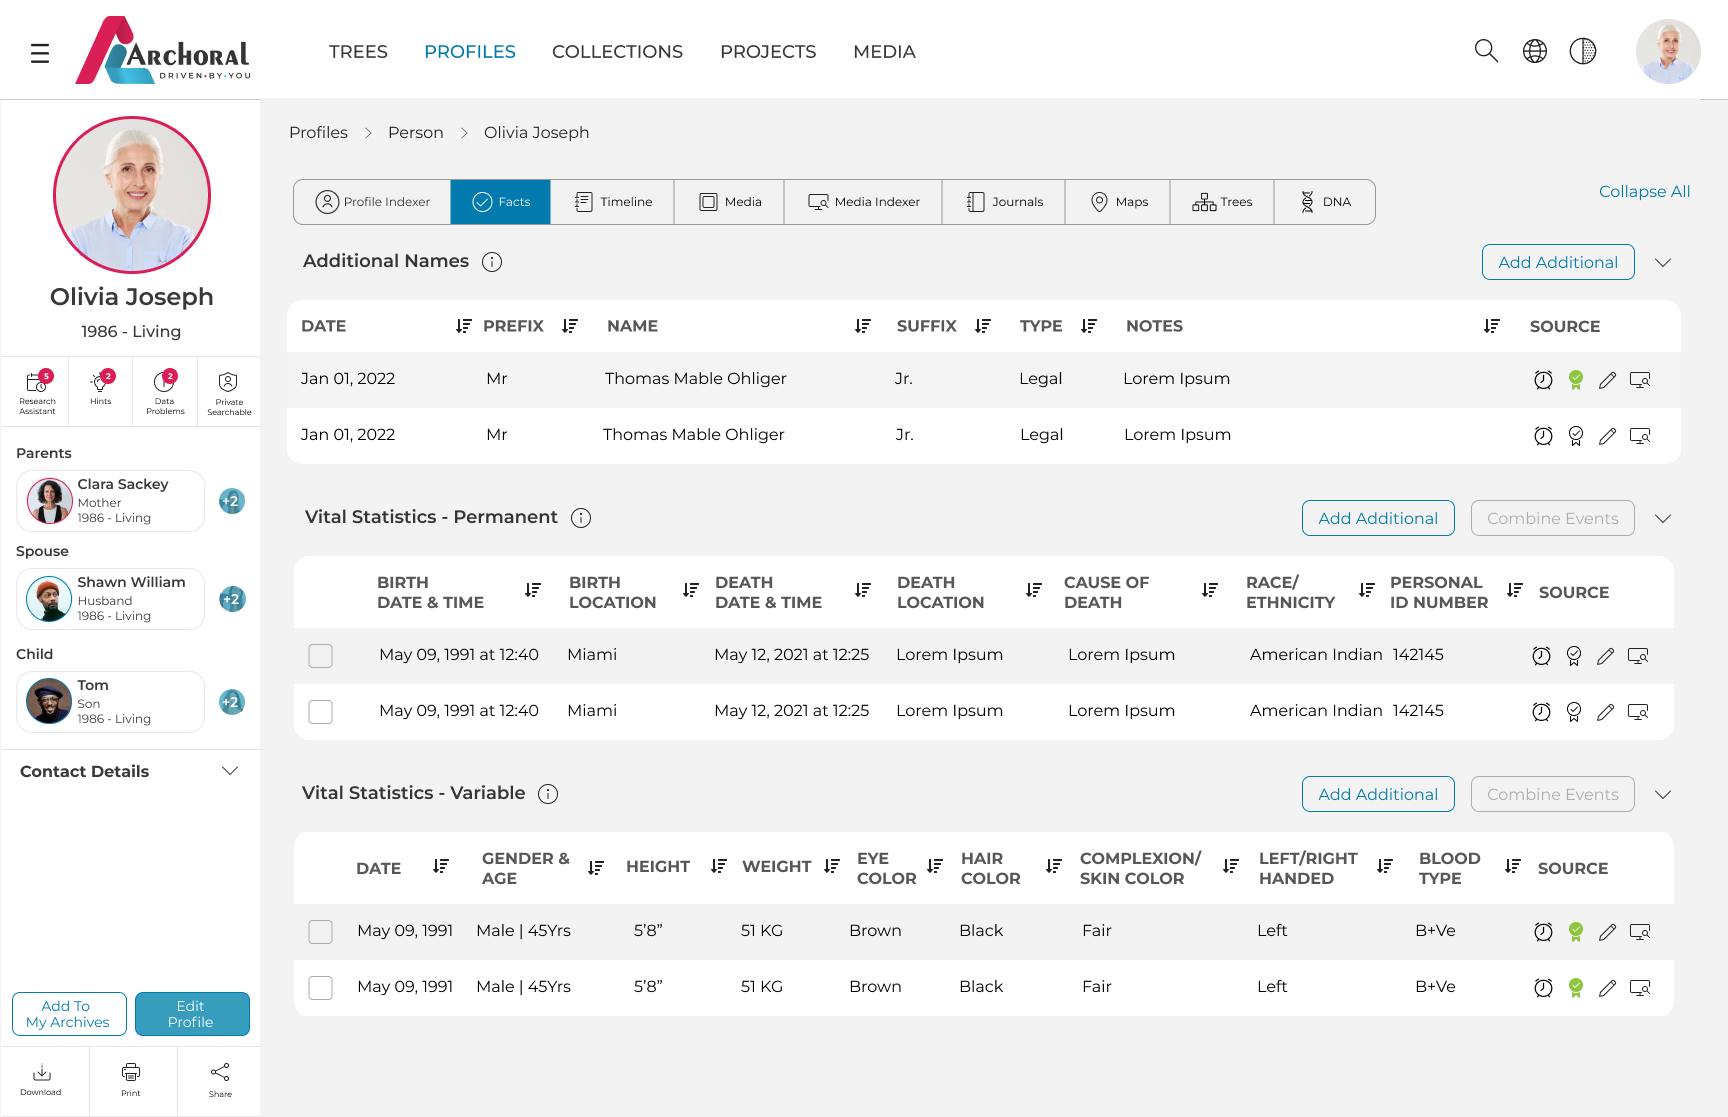 ARCHORAL
DRIVEN•BY•YOU
TREES
PROFILES
COLLECTIONS
PROJECTS
MEDIA
Olivia Joseph
1986 - Living
5
Research
Assistant
2
Hints
2
Data
Problems
Private
Searchable
Parents
Clara Sackey
Mother
1986 - Living
+2
Spouse
Shawn William
Husband
1986 - Living
+2
Child
Tom
Son
1986 - Living
+2
Contact Details
Add To
My Archives
Edit
Profile
Download
Print
Share
Profiles > Person > Olivia Joseph
Profile Indexer
Facts
Timeline
Media
Media Indexer
Journals
Maps
Trees
DNA
Collapse All
Additional Names
Add Additional
DATE PREFIX NAME SUFFIX TYPE NOTES SOURCE
Jan 01, 2022 Mr Thomas Mable Ohliger Jr. Legal Lorem Ipsum
Jan 01, 2022 Mr Thomas Mable Ohliger Jr. Legal Lorem Ipsum
Vital Statistics - Permanent
Add Additional
Combine Events
BIRTH DATE & TIME BIRTH LOCATION DEATH DATE & TIME DEATH LOCATION CAUSE OF DEATH RACE/ ETHNICITY PERSONAL ID NUMBER SOURCE
May 09, 1991 at 12:40 Miami May 12, 2021 at 12:25 Lorem Ipsum Lorem Ipsum American Indian 142145
May 09, 1991 at 12:40 Miami May 12, 2021 at 12:25 Lorem Ipsum Lorem Ipsum American Indian 142145
Vital Statistics - Variable
Add Additional
Combine Events
DATE GENDER & AGE HEIGHT WEIGHT EYE COLOR HAIR COLOR COMPLEXION/ SKIN COLOR LEFT/RIGHT HANDED BLOOD TYPE SOURCE
May 09, 1991 Male | 45Yrs 5’8” 51 KG Brown Black Fair Left B+Ve
May 09, 1991 Male | 45Yrs 5’8” 51 KG Brown Black Fair Left B+Ve